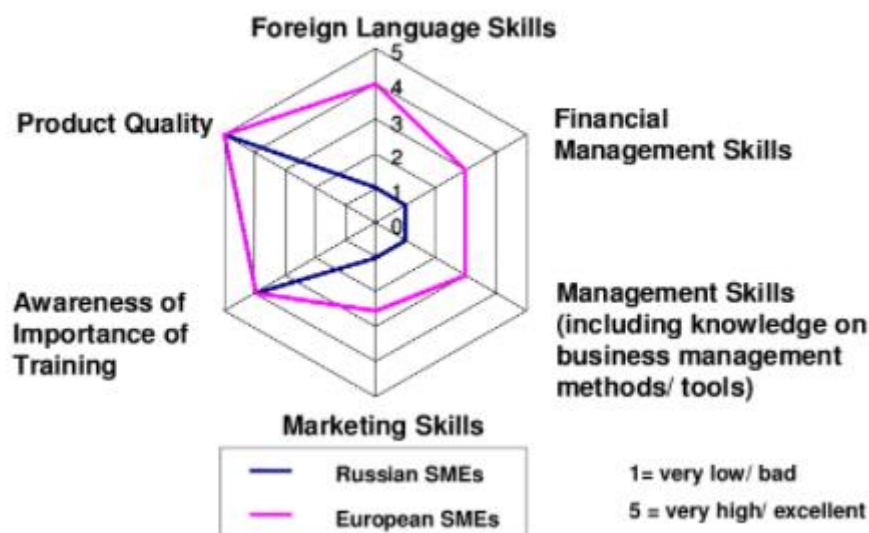 Foreign Language Skills
5
4
3
2
1
0
Product Quality
Financial
Management Skills
Awareness of
Importance of
Training
Management Skills
(including knowledge on
business management
methods/ tools)
Marketing Skills
Russian SMEs
European SMEs
1= very low/ bad
5 = very high/ excellent